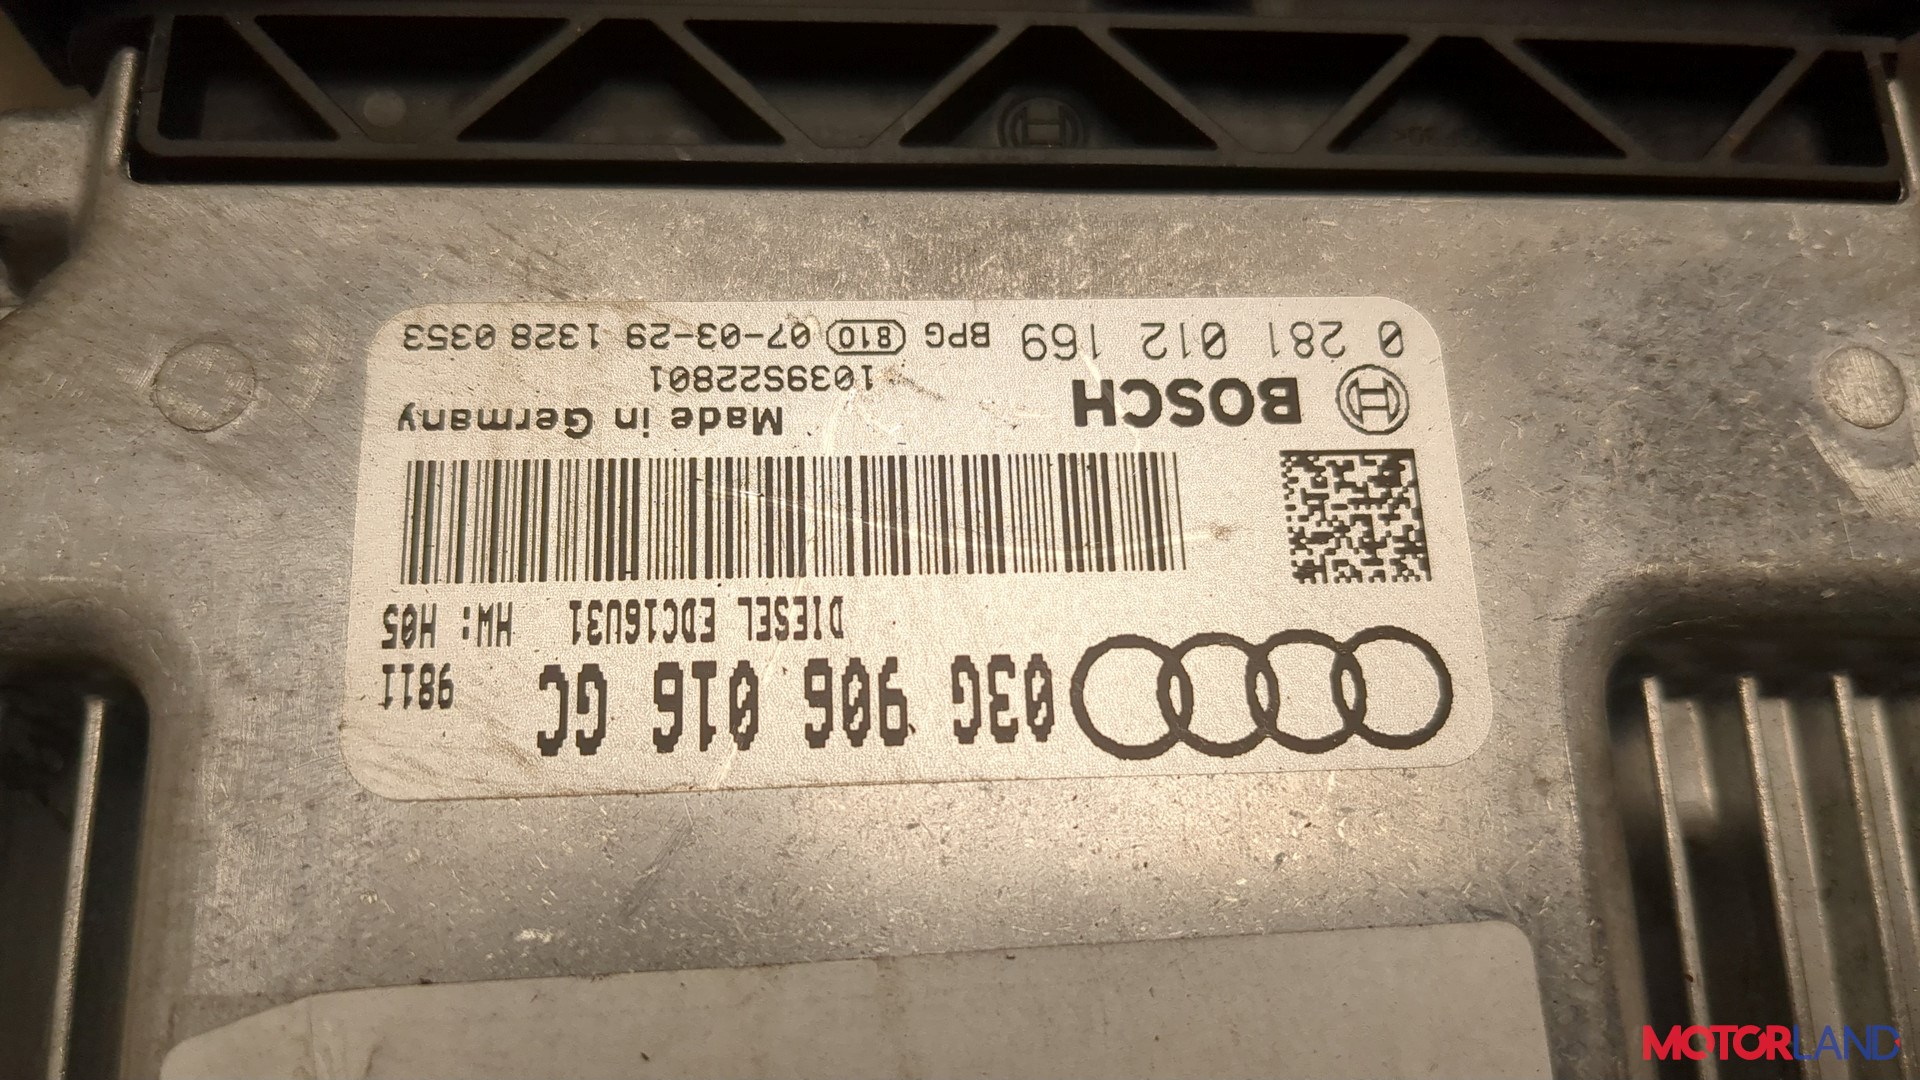 03G 906 016 GC 9811
DIESEL EDC16U31 HW: H05
BOSCH Made in Germany
1039S22801
0 281 012 169 BPG 810 07-03-29 1328 0353
MOTORLAND